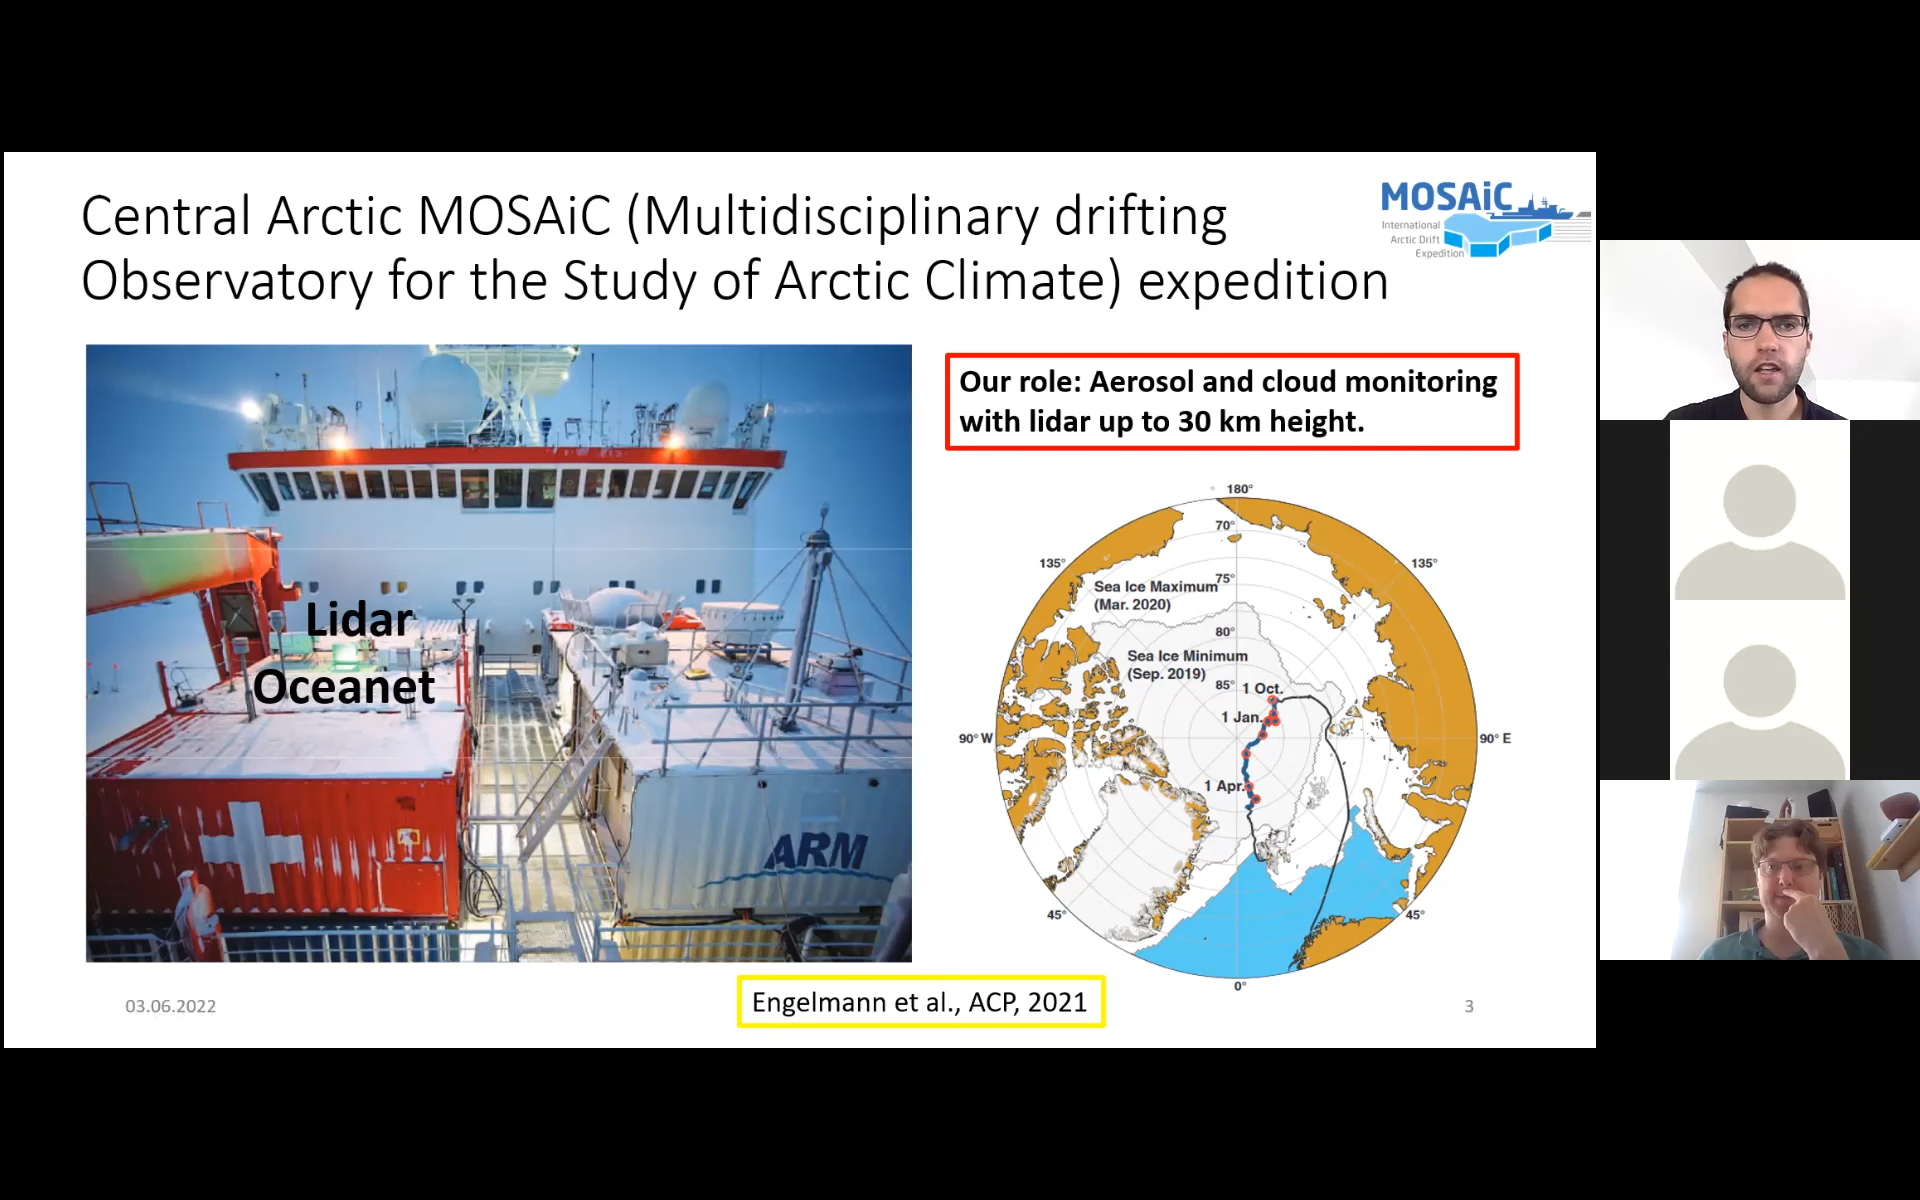 Central Arctic MOSAiC (Multidisciplinary drifting
Observatory for the Study of Arctic Climate) expedition
MOSAiC
International
Arctic Drift
Expedition
Our role: Aerosol and cloud monitoring
with lidar up to 30 km height.
Lidar
Oceanet
ARM
180°
70°
135°
135°
75°
Sea Ice Maximum
(Mar. 2020)
80°
Sea Ice Minimum
(Sep. 2019)
85°
1 Oct.
1 Jan.
90° W
90° E
1 Apr.
45°
45°
0°
03.06.2022
Engelmann et al., ACP, 2021
3